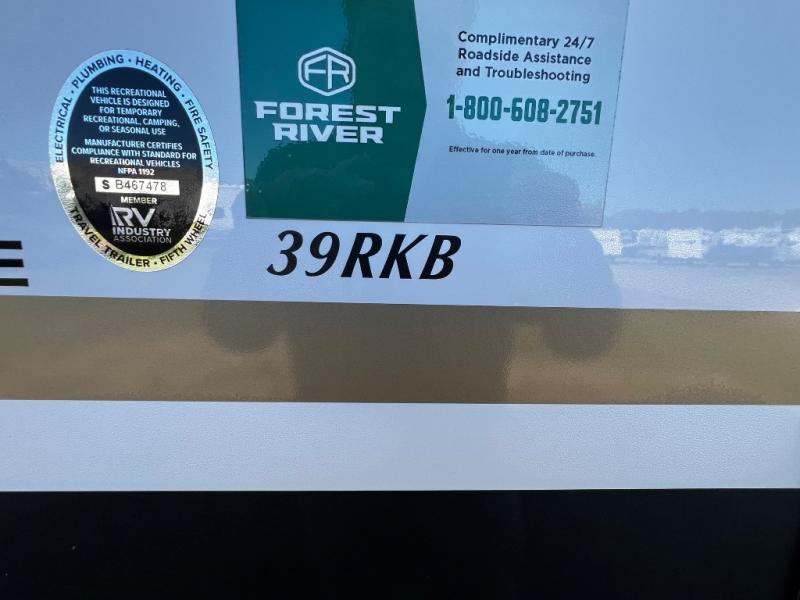 ELECTRICAL · PLUMBING · HEATING · FIRE SAFETY
THIS RECREATIONAL
VEHICLE IS DESIGNED
FOR TEMPORARY
RECREATIONAL, CAMPING,
OR SEASONAL USE
MANUFACTURER CERTIFIES
COMPLIANCE WITH STANDARD FOR
RECREATIONAL VEHICLES
NFPA 1192
S B467478
MEMBER
RV
INDUSTRY
ASSOCIATION
TRAVEL TRAILER · FIFTH WHEEL
FR
FOREST
RIVER
Complimentary 24/7
Roadside Assistance
and Troubleshooting
1-800-608-2751
Effective for one year from date of purchase.
39RKB
E